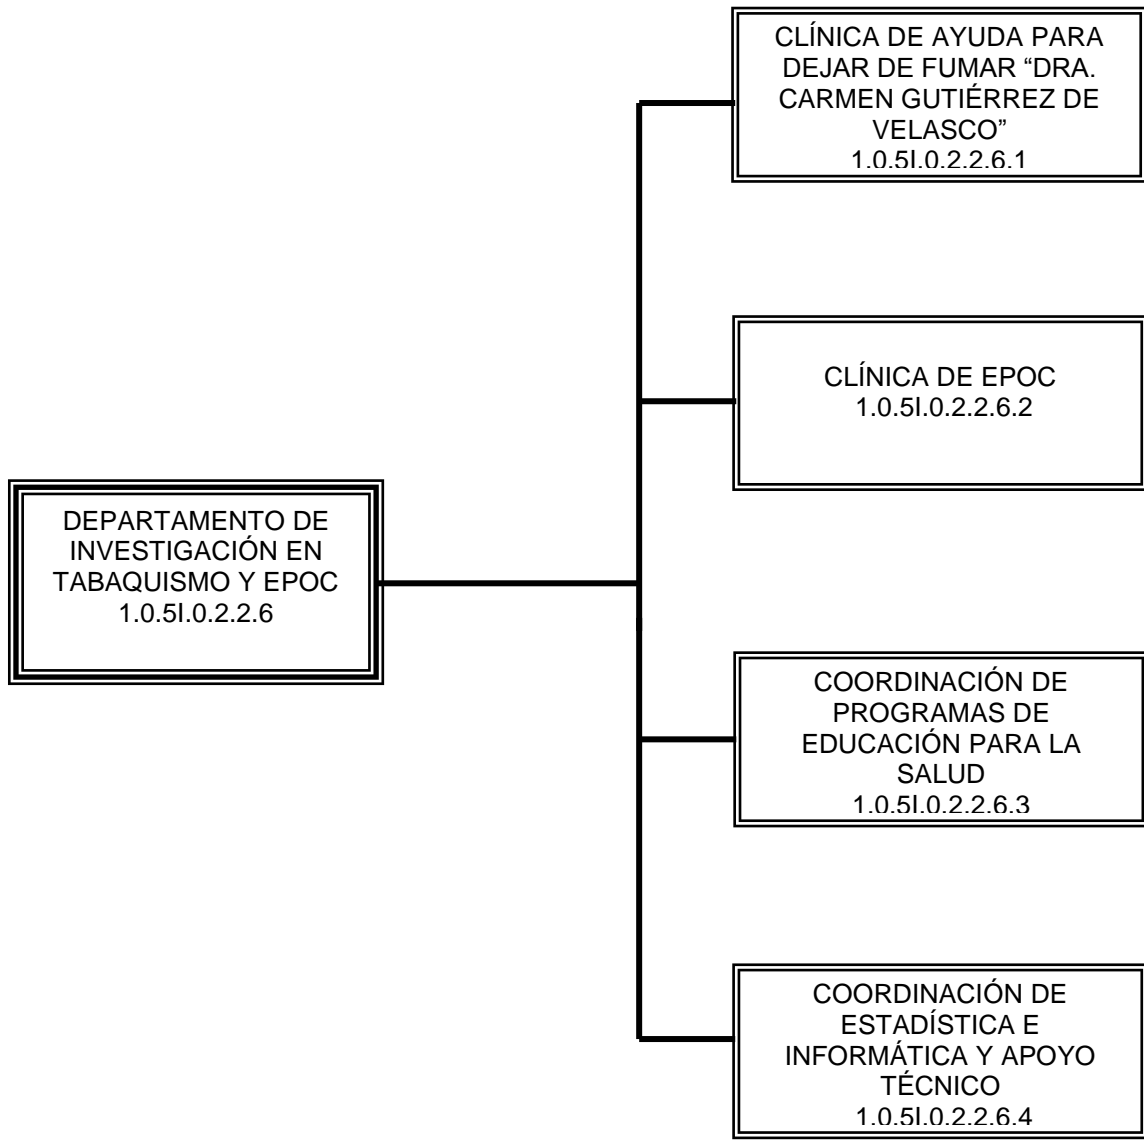 CLÍNICA DE AYUDA PARA
DEJAR DE FUMAR “DRA.
CARMEN GUTIÉRREZ DE
VELASCO”
1.0.5I.0.2.2.6.1
CLÍNICA DE EPOC
1.0.5I.0.2.2.6.2
DEPARTAMENTO DE
INVESTIGACIÓN EN
TABAQUISMO Y EPOC
1.0.5I.0.2.2.6
COORDINACIÓN DE
PROGRAMAS DE
EDUCACIÓN PARA LA
SALUD
1.0.5I.0.2.2.6.3
COORDINACIÓN DE
ESTADÍSTICA E
INFORMÁTICA Y APOYO
TÉCNICO
1.0.5I.0.2.2.6.4